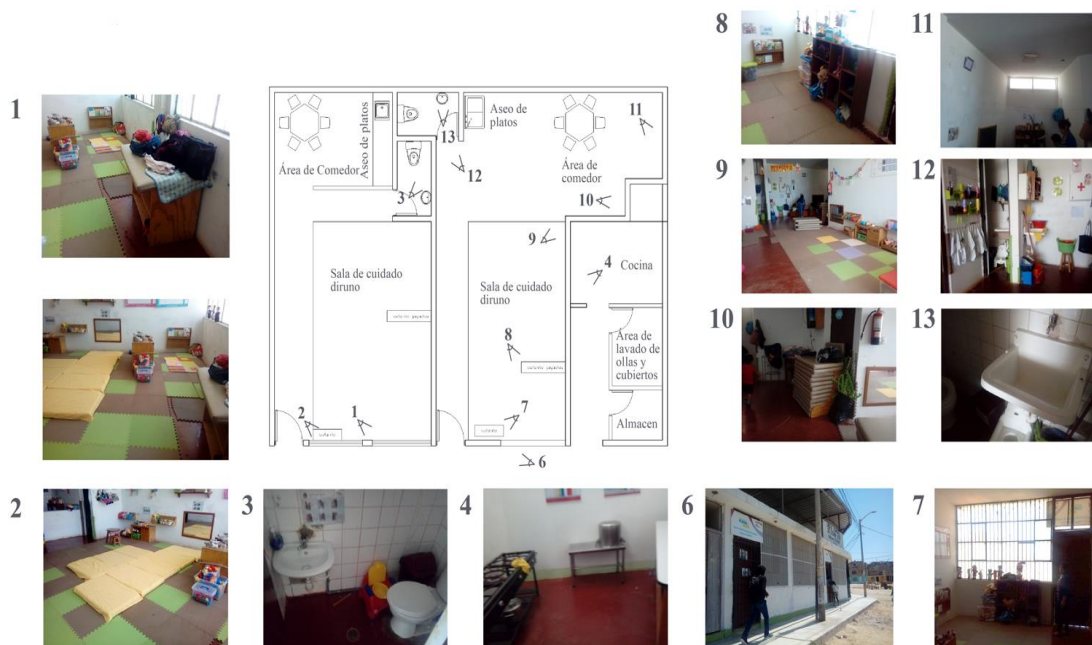 1
2
3
4
6
7
8
9
10
11
12
13
Área de Comedor
Aseo de platos
Aseo de
platos
Área de
comedor
13
11
12
3
10
9
4
Cocina
Sala de cuidado
diruno
Sala de cuidado
diruno
8
Área de
lavado de
ollas y
cubiertos
7
2
1
Almacen
6